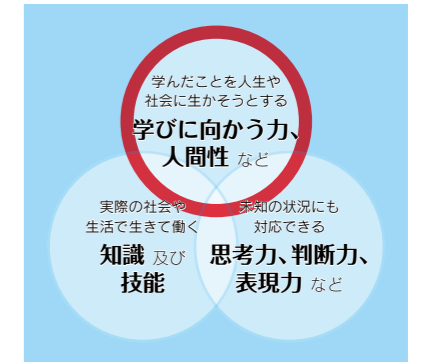 学んだことを人生や
社会に生かそうとする
学びに向かう力、
人間性 など
実際の社会や
生活で生きて働く
知識 及び
技能
未知の状況にも
対応できる
思考力、判断力、
表現力 など